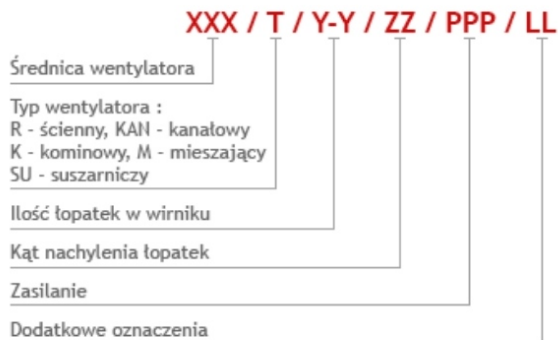 XXX / T / Y-Y / ZZ / PPP / LL
Średnica wentylatora
Typ wentylatora :
R - ścienny, KAN - kanałowy
K - kominowy, M - mieszający
SU - suszarniczy
Ilość łopatek w wirniku
Kąt nachylenia łopatek
Zasilanie
Dodatkowe oznaczenia